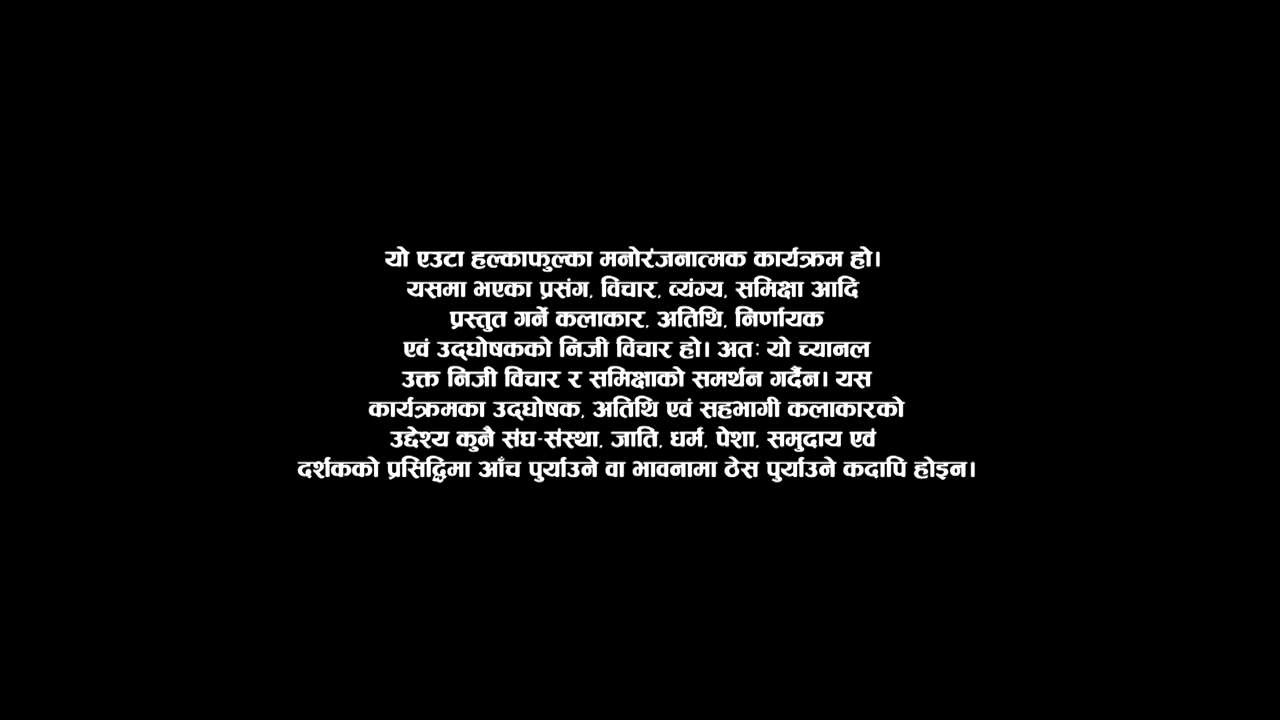 यो एउटा हल्काफुल्का मनोरंजनात्मक कार्यक्रम हो।
यसमा भएका प्रसंग, विचार, व्यंग्य, समिक्षा आदि
प्रस्तुत गर्ने कलाकार, अतिथि, निर्णायक
एवं उद्घोषकको निजी विचार हो। अतः यो च्यानल
उक्त निजी विचार र समिक्षाको समर्थन गर्दैन। यस
कार्यक्रमका उद्घोषक, अतिथि एवं सहभागी कलाकारको
उद्देश्य कुनै संघ-संस्था, जाति, धर्म, पेशा, समुदाय एवं
दर्शकको प्रसिद्धिमा आँच पुर्याउने वा भावनामा ठेस पुर्याउने कदापि होइन।